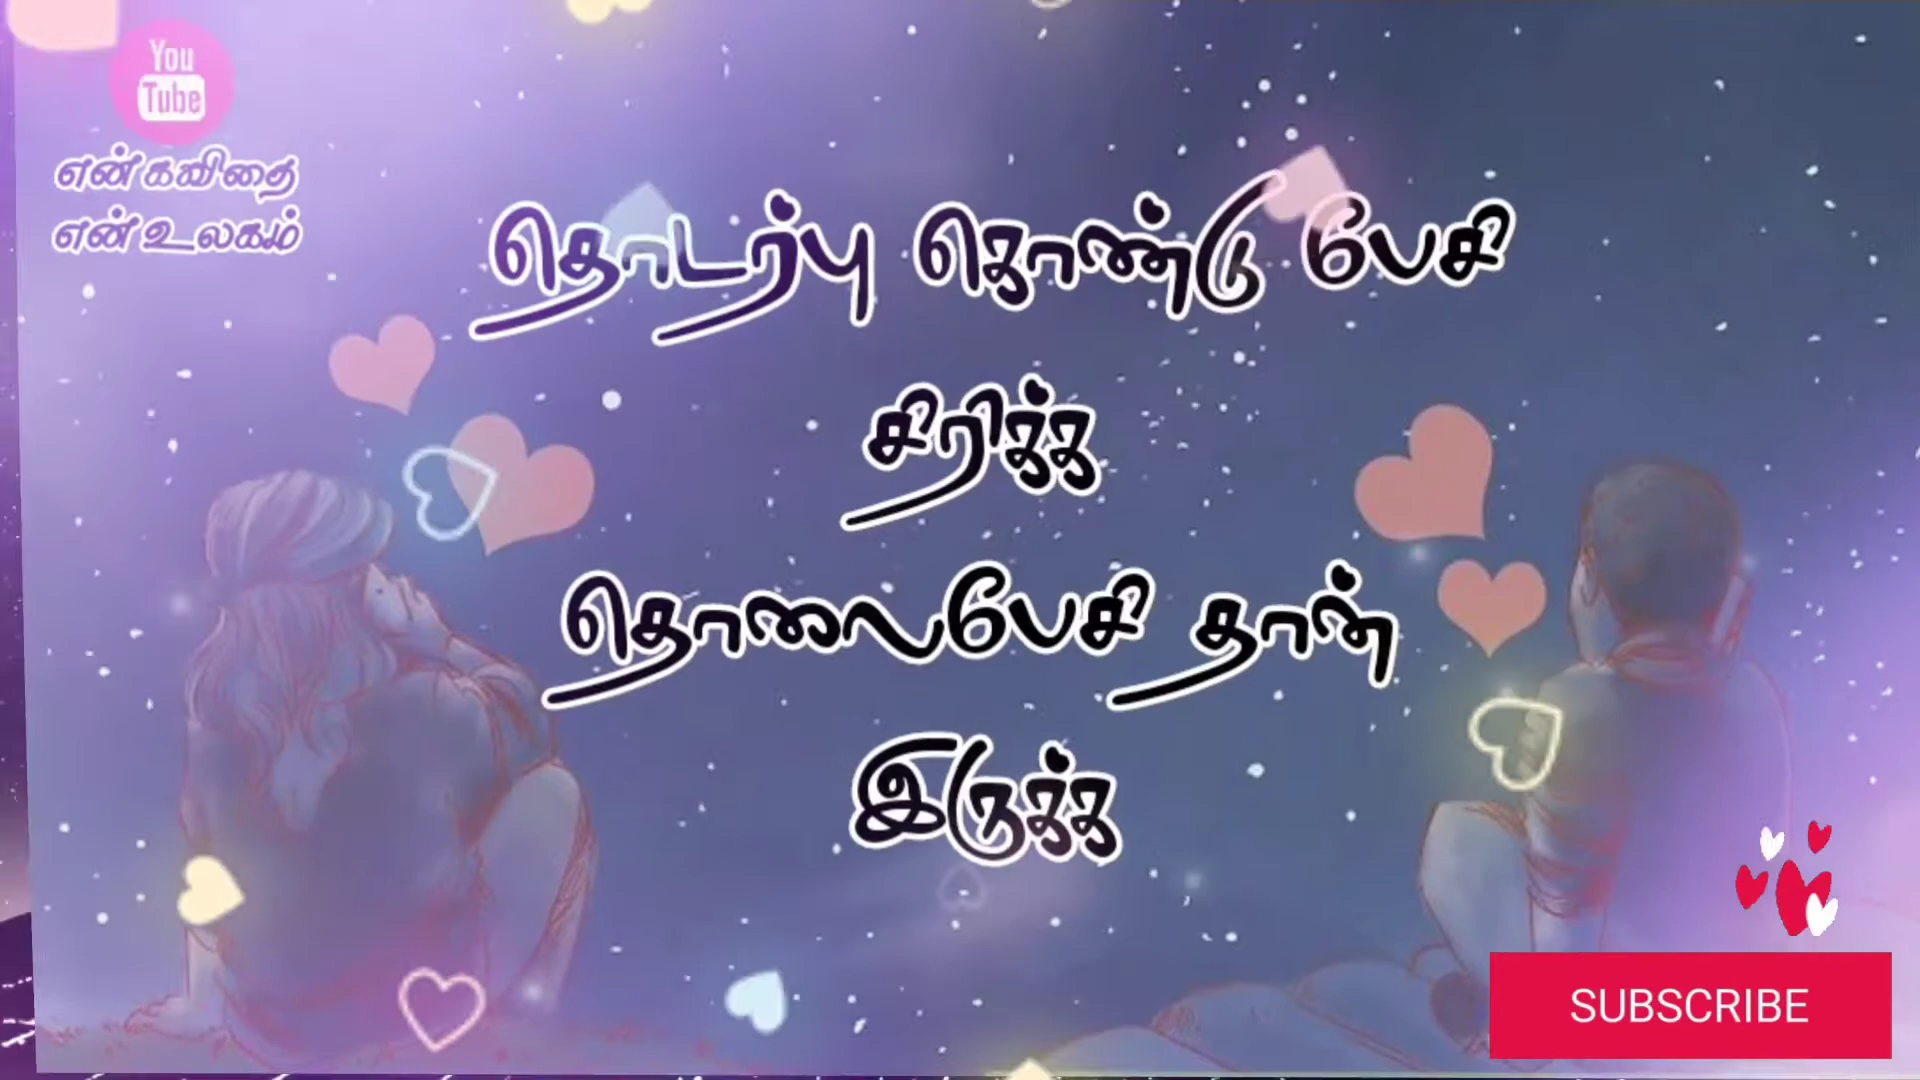 You
Tube
என் கவிதை
என் உலகம்
தொடர்பு கொண்டு பேசி
சிரிக்க
தொலைபேசி தான்
இருக்க
SUBSCRIBE